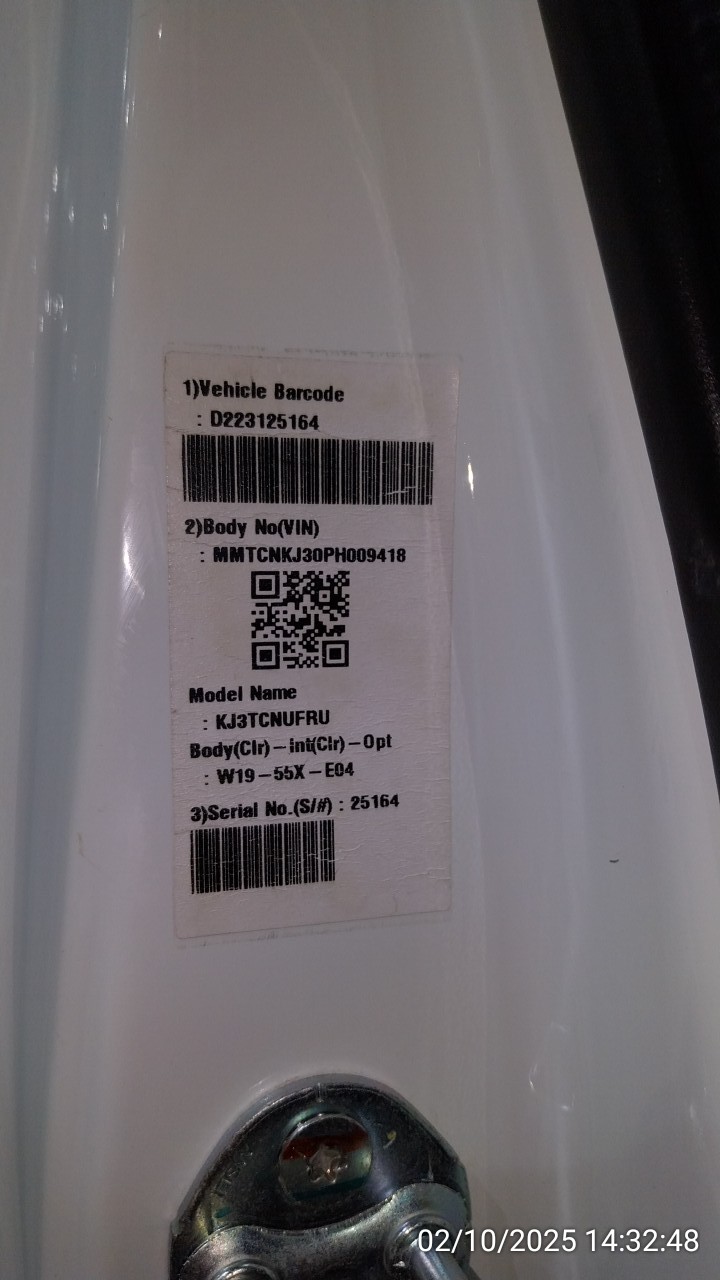 1)Vehicle Barcode
: D223125164
2)Body No(VIN)
: MMTCNKJ30PH009418
Model Name
: KJ3TCNUFRU
Body(Clr)-int(Clr)-Opt
: W19-55X-E04
3)Serial No.(S/#) : 25164
02/10/2025 14:32:48